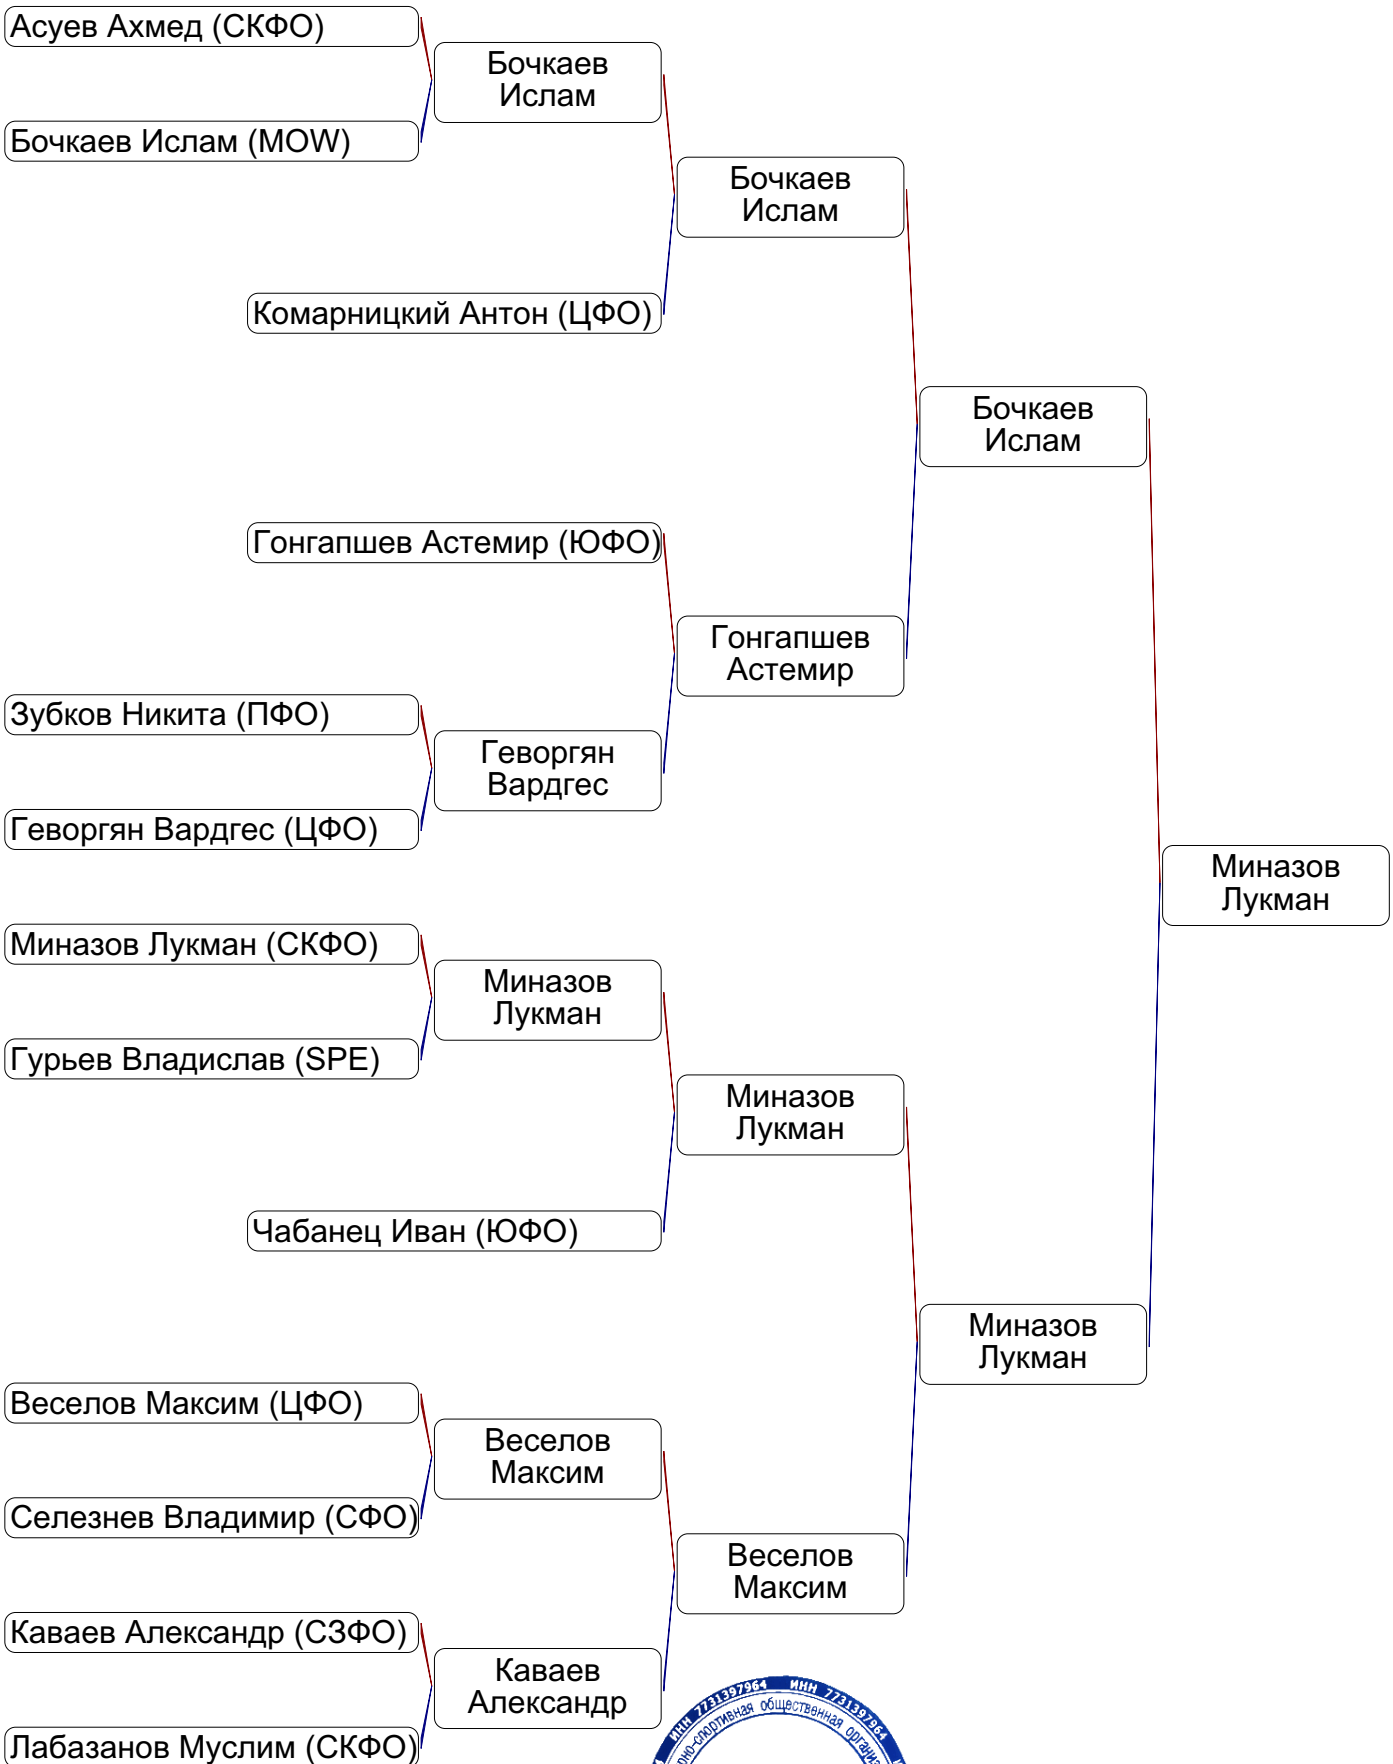 Асуев Ахмед (СКФО)
Бочкаев
Ислам
Бочкаев Ислам (MOW)
Бочкаев
Ислам
Комарницкий Антон (ЦФО)
Бочкаев
Ислам
Гонгапшев Астемир (ЮФО)
Гонгапшев
Астемир
Зубков Никита (ПФО)
Геворгян
Вардгес
Геворгян Вардгес (ЦФО)
Миназов
Лукман
Миназов Лукман (СКФО)
Миназов
Лукман
Гурьев Владислав (SPE)
Миназов
Лукман
Чабанец Иван (ЮФО)
Миназов
Лукман
Веселов Максим (ЦФО)
Веселов
Максим
Селезнев Владимир (СФО)
Веселов
Максим
Каваев Александр (СЗФО)
Каваев
Александр
Лабазанов Муслим (СКФО)
ИНН 7731397964 ИНН 7731397964
общественная